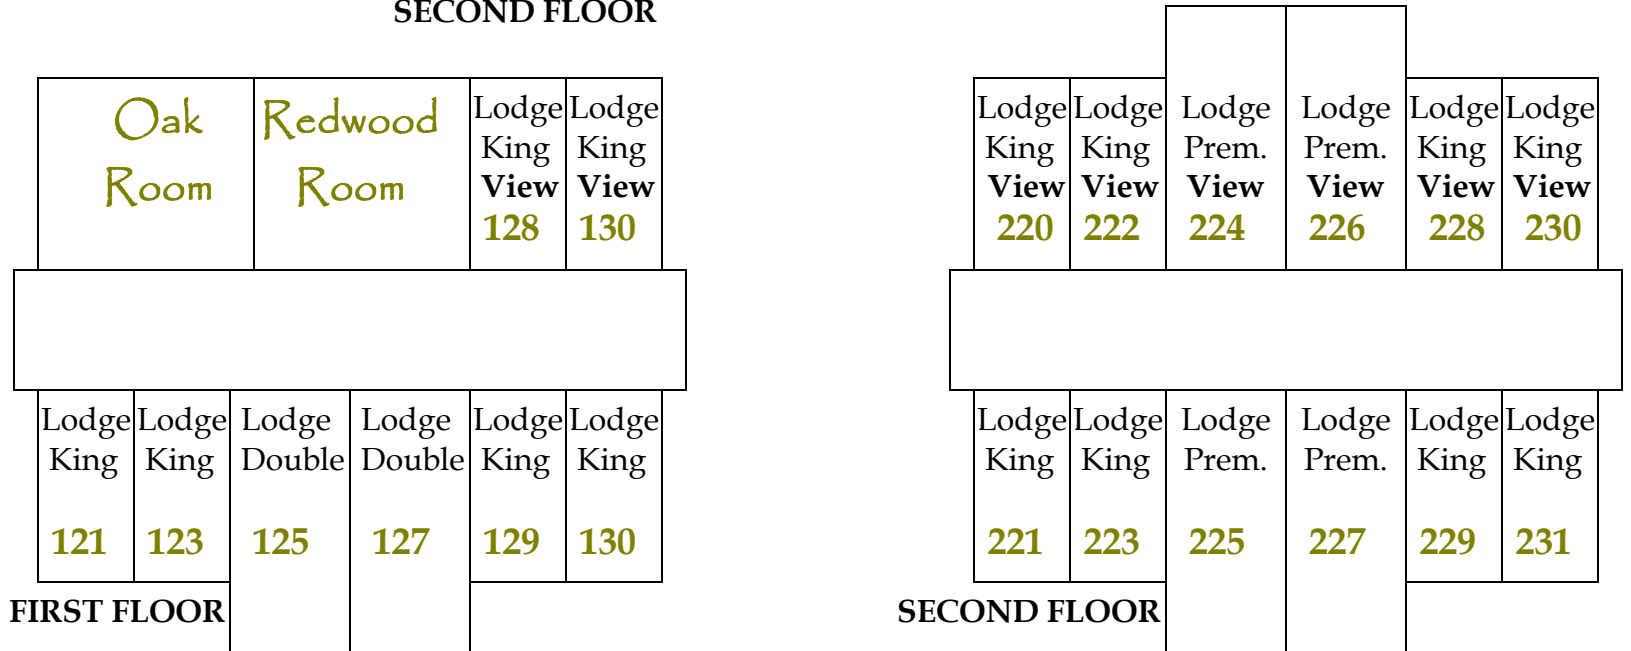 SECOND FLOOR
Oak
Room
Redwood
Room
Lodge
King
View
128
Lodge
King
View
130
Lodge
King
121
Lodge
King
123
Lodge
Double
125
Lodge
Double
127
Lodge
King
129
Lodge
King
130
FIRST FLOOR
Lodge
King
View
220
Lodge
King
View
222
Lodge
Prem.
View
224
Lodge
Prem.
View
226
Lodge
King
View
228
Lodge
King
View
230
Lodge
King
221
Lodge
King
223
Lodge
Prem.
225
Lodge
Prem.
227
Lodge
King
229
Lodge
King
231
SECOND FLOOR